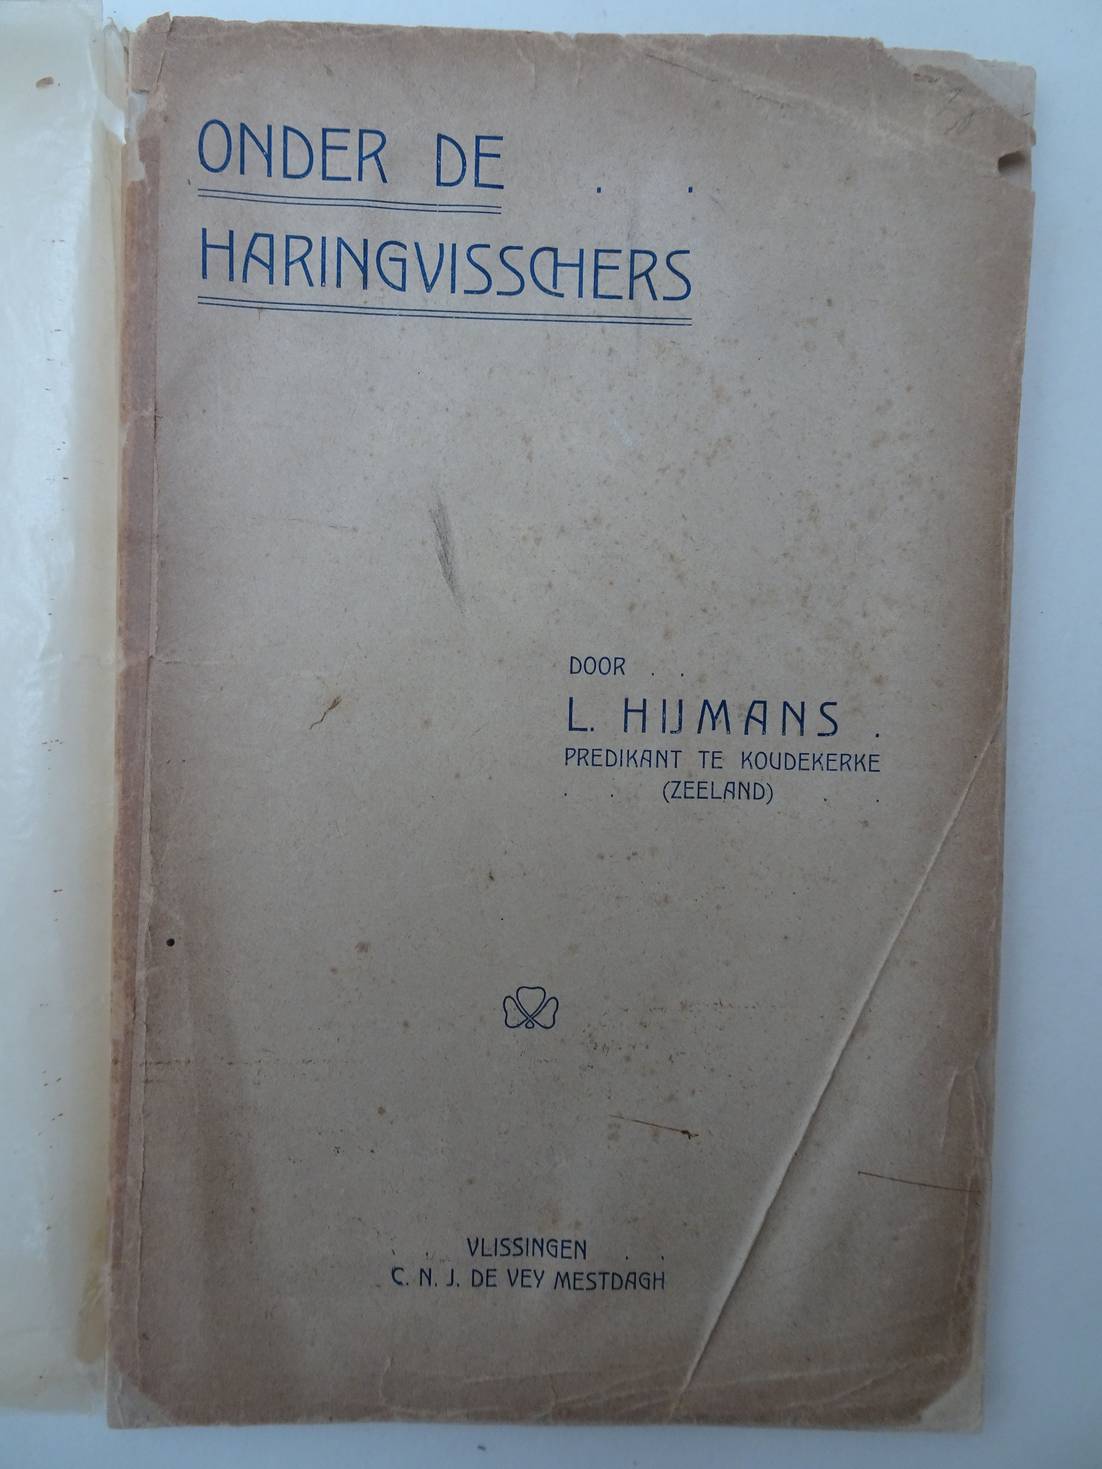 ONDER DE . .
HARINGVISSCHERS
DOOR . .
L. HIJMANS .
PREDIKANT TE KOUDEKERKE
. . (ZEELAND) . .
. . VLISSINGEN . .
C. N. J. DE VEY MESTDAGH